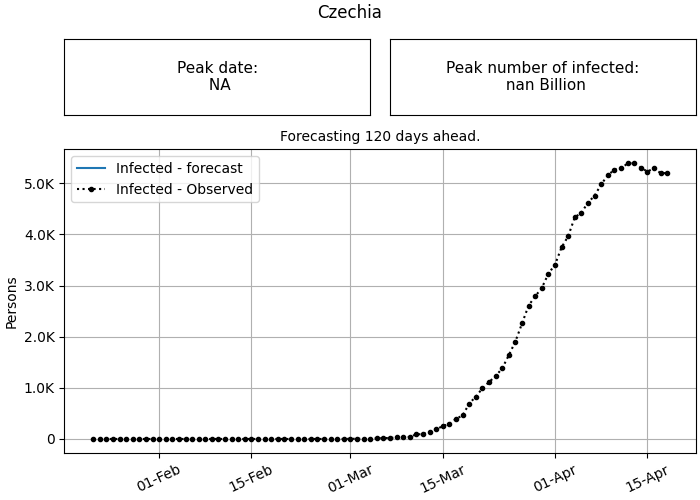 Czechia
Peak date:
NA
Peak number of infected:
nan Billion
Forecasting 120 days ahead.
Infected - forecast
Infected - Observed
5.0K
4.0K
3.0K
2.0K
1.0K
0
Persons
01-Feb
15-Feb
01-Mar
15-Mar
01-Apr
15-Apr